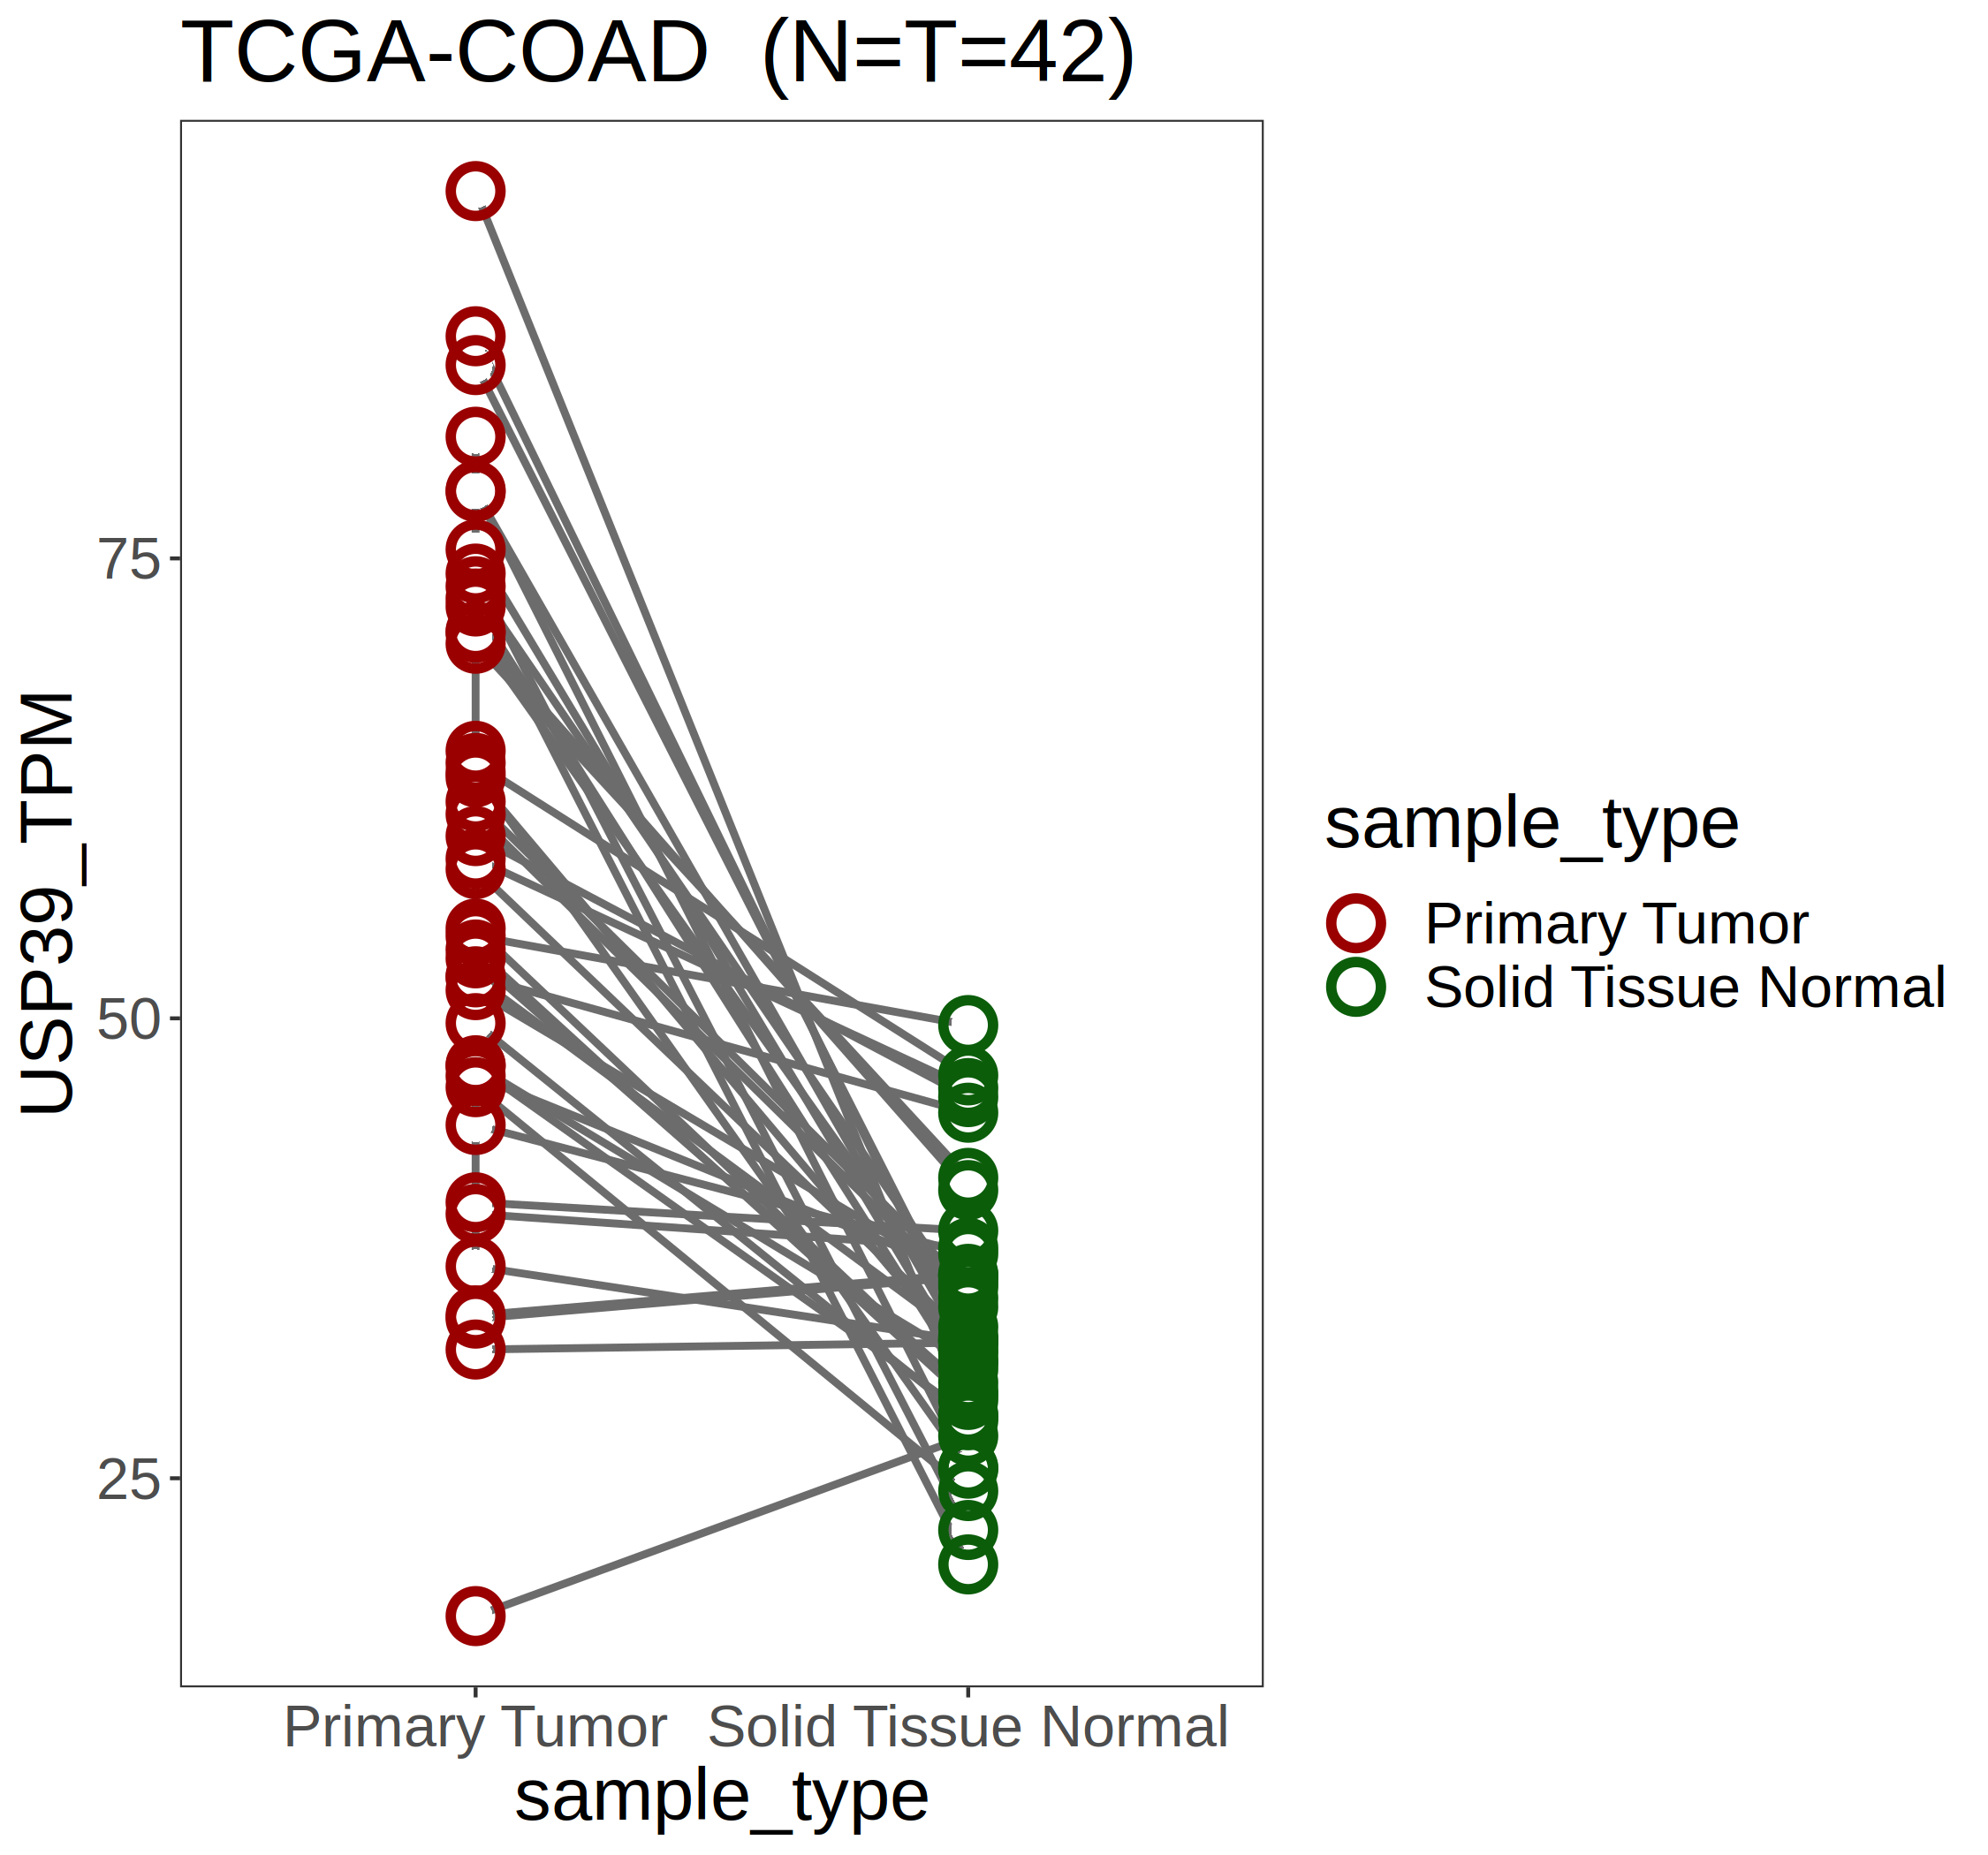 TCGA-COAD  (N=T=42)
USP39_TPM
75
50
25
Primary Tumor
Solid Tissue Normal
sample_type
sample_type
Primary Tumor
Solid Tissue Normal